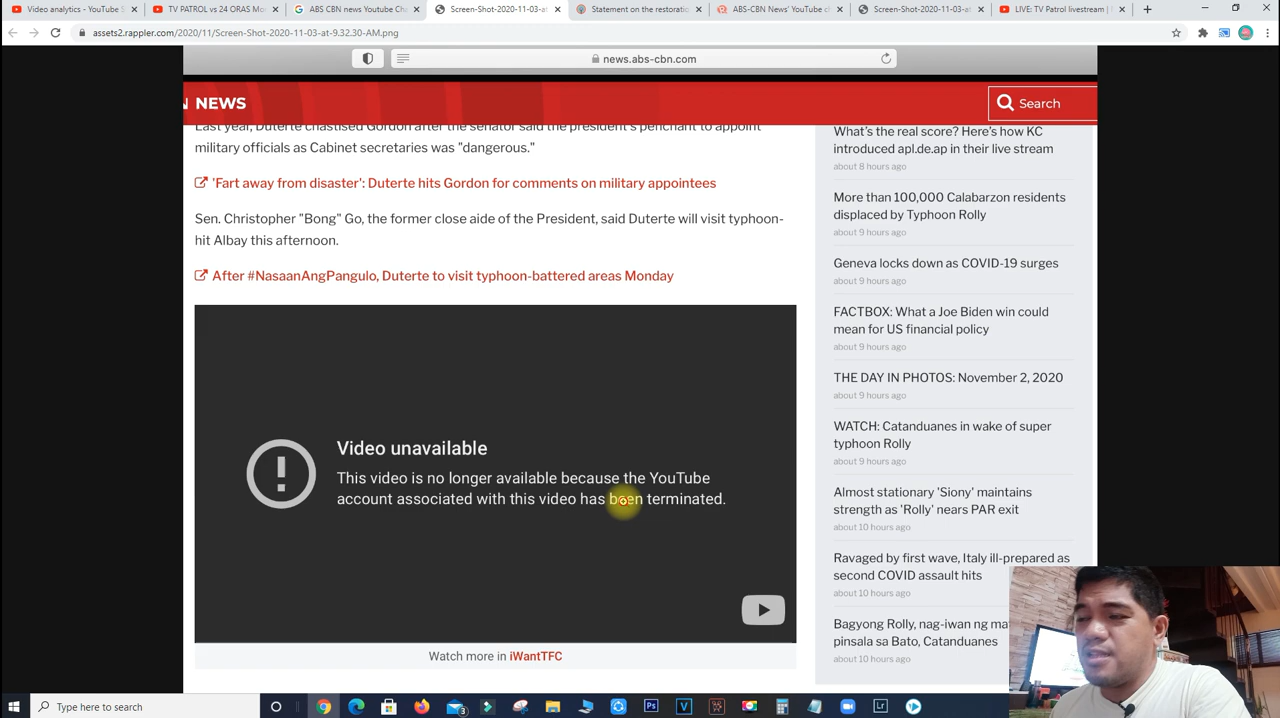 Video analytics - YouTube S
TV PATROL vs 24 ORAS Mo
ABS CBN news Youtube Cha
Screen-Shot-2020-11-03-at
Statement on the restoratio
ABS-CBN News' YouTube c
Screen-Shot-2020-11-03-at
LIVE: TV Patrol livestream |
assets2.rappler.com/2020/11/Screen-Shot-2020-11-03-at-9.32.30-AM.png
news.abs-cbn.com
N NEWS
Search
Last year, Duterte chastised Gordon after the senator said the president's penchant to appoint
military officials as Cabinet secretaries was "dangerous."
'Fart away from disaster': Duterte hits Gordon for comments on military appointees
Sen. Christopher "Bong" Go, the former close aide of the President, said Duterte will visit typhoon-
hit Albay this afternoon.
After #NasaanAngPangulo, Duterte to visit typhoon-battered areas Monday
Video unavailable
This video is no longer available because the YouTube
account associated with this video has been terminated.
Watch more in iWantTFC
What's the real score? Here's how KC
introduced apl.de.ap in their live stream
about 8 hours ago
More than 100,000 Calabarzon residents
displaced by Typhoon Rolly
about 9 hours ago
Geneva locks down as COVID-19 surges
about 9 hours ago
FACTBOX: What a Joe Biden win could
mean for US financial policy
about 9 hours ago
THE DAY IN PHOTOS: November 2, 2020
about 9 hours ago
WATCH: Catanduanes in wake of super
typhoon Rolly
about 9 hours ago
Almost stationary 'Siony' maintains
strength as 'Rolly' nears PAR exit
about 10 hours ago
Ravaged by first wave, Italy ill-prepared as
second COVID assault hits
about 10 hours ago
Bagyong Rolly, nag-iwan ng ma
pinsala sa Bato, Catanduanes
about 10 hours ago
Type here to search